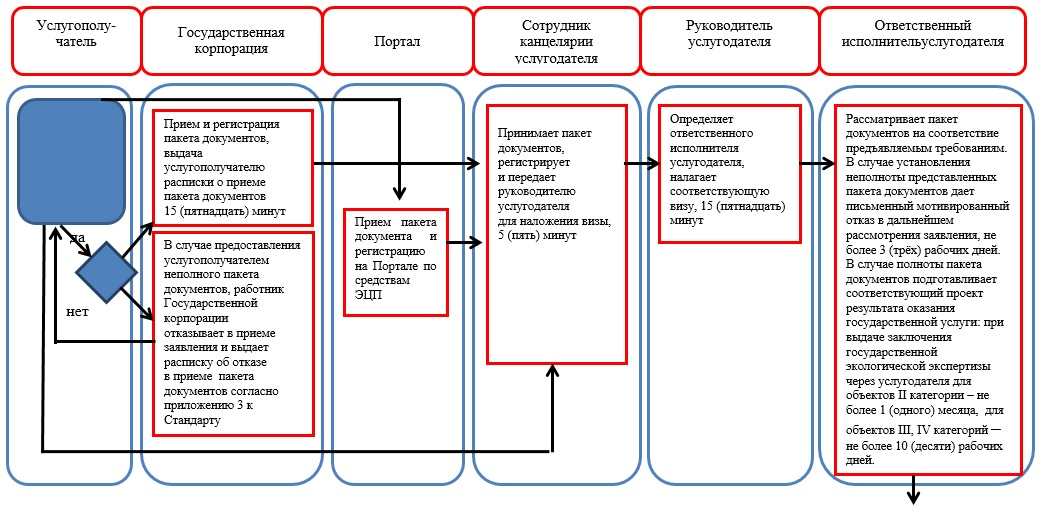 Услугополу-
чатель
Государственная
корпорация
Портал
Сотрудник
канцелярии
услугодателя
Руководитель
услугодателя
Ответственный
исполнительуслугодателя
да
нет
Прием и регистрация
пакета документов,
выдача
услугополучателю
расписки о приеме
пакета документов
15 (пятнадцать) минут
В случае предоставления
услугополучателем
неполного пакета
документов, работник
Государственной
корпорации
отказывает в приеме
заявления и выдает
расписку об отказе
в приеме пакета
документов согласно
приложению 3 к
Стандарту
Прием пакета
документа и
регистрацию
на Портале по
средствам
ЭЦП
Принимает пакет
документов,
регистрирует
и передает
руководителю
услугодателя
для наложения визы,
5 (пять) минут
Определяет
ответственного
исполнителя
услугодателя,
налагает
соответствующую
визу, 15 (пятнадцать)
минут
Рассматривает пакет
документов на соответствие
предъявляемым требованиям.
В случае установления
неполноты представленных
пакета документов дает
письменный мотивированный
отказ в дальнейшем
рассмотрения заявления, не
более 3 (трёх) рабочих дней.
В случае полноты пакета
документов подготавливает
соответствующий проект
результата оказания
государственной услуги: при
выдаче заключения
государственной
экологической экспертизы
через услугодателя для
объектов II категории – не
более 1 (одного) месяца, для
объектов III, IV категорий —
не более 10 (десяти) рабочих
дней.